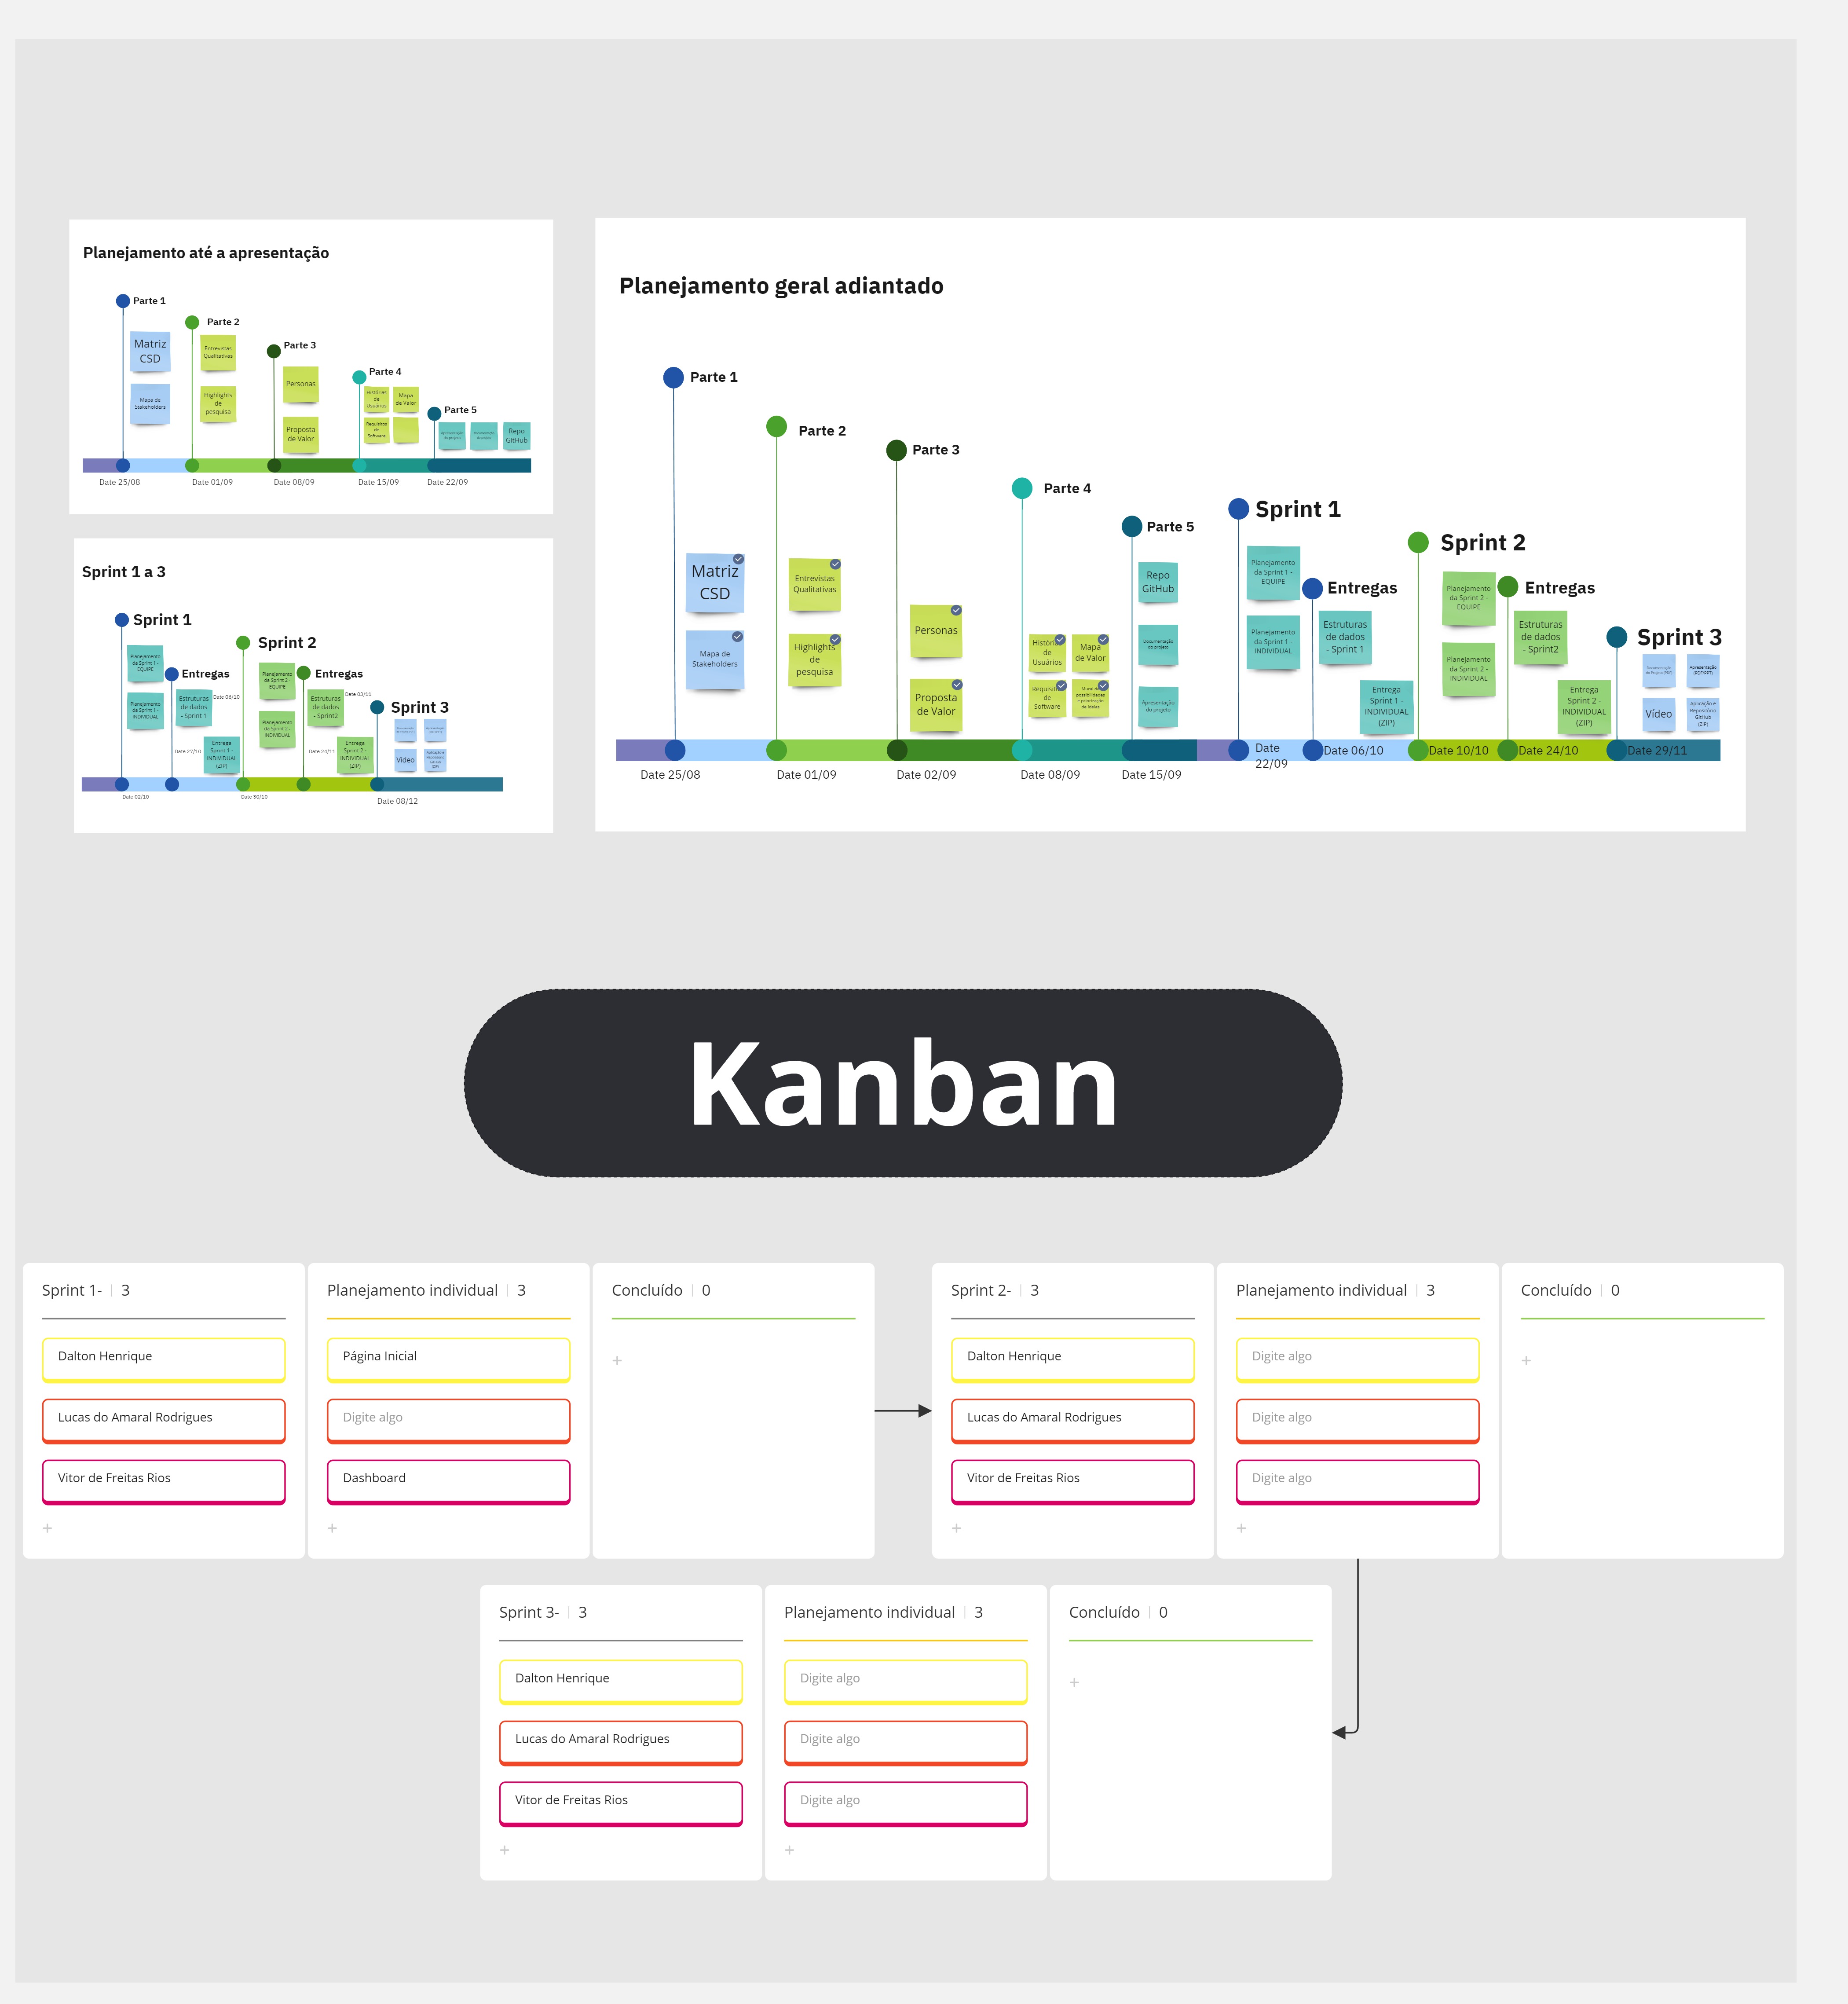 Planejamento até a apresentação
Parte 1
Matriz
CSD
Mapa de
Stakeholders
Parte 2
Entrevistas
Qualitativas
Highlights
de
pesquisa
Parte 3
Personas
Proposta
de Valor
Parte 4
Histórias
de
Usuários
Mapa
de Valor
Requisitos
de
Software
Parte 5
Repo
GitHub
Date 25/08
Date 01/09
Date 08/09
Date 15/09
Date 22/09
Sprint 1 a 3
Sprint 1
Planejamento
da Sprint 1 -
EQUIPE
Planejamento
da Sprint 1 -
INDIVIDUAL
Entregas
Estruturas
de dados
- Sprint 1
Date 06/10
Date 27/10
Entrega
Sprint 1 -
INDIVIDUAL
(ZIP)
Sprint 2
Planejamento
da Sprint 2 -
EQUIPE
Planejamento
da Sprint 2 -
INDIVIDUAL
Entregas
Estruturas
de dados
- Sprint2
Date 03/11
Date 24/11
Entrega
Sprint 2 -
INDIVIDUAL
(ZIP)
Sprint 3
Vídeo
Date 02/10
Date 30/10
Date 08/12
Planejamento geral adiantado
Parte 1
Matriz
CSD
Mapa de
Stakeholders
Parte 2
Entrevistas
Qualitativas
Highlights
de
pesquisa
Parte 3
Personas
Proposta
de Valor
Parte 4
de
Usuários
Mapa
de Valor
de
Software
Mural de
possibilidades
e priorização
de ideias
Parte 5
Repo
GitHub
Documentação
do projeto
Apresentação
do projeto
Sprint 1
Planejamento
da Sprint 1 -
EQUIPE
Planejamento
da Sprint 1 -
INDIVIDUAL
Entregas
Estruturas
de dados
- Sprint 1
Entrega
Sprint 1 -
INDIVIDUAL
(ZIP)
Sprint 2
Planejamento
da Sprint 2 -
EQUIPE
Planejamento
da Sprint 2 -
INDIVIDUAL
Entregas
Estruturas
de dados
- Sprint2
Entrega
Sprint 2 -
INDIVIDUAL
(ZIP)
Sprint 3
Apresentação
Vídeo
Aplicação e
Repositório
GitHub
(ZIP)
Date 25/08
Date 01/09
Date 02/09
Date 08/09
Date 15/09
Date
22/09
Date 06/10
Date 10/10
Date 24/10
Date 29/11
Kanban
Sprint 1- 3
Dalton Henrique
Lucas do Amaral Rodrigues
Vitor de Freitas Rios
+
Planejamento individual 3
Página Inicial
Digite algo
Dashboard
+
Concluído 0
+
Sprint 2- 3
Dalton Henrique
Lucas do Amaral Rodrigues
Vitor de Freitas Rios
+
Planejamento individual 3
Digite algo
Digite algo
Digite algo
+
Concluído 0
+
Sprint 3- 3
Dalton Henrique
Lucas do Amaral Rodrigues
Vitor de Freitas Rios
+
Planejamento individual 3
Digite algo
Digite algo
Digite algo
+
Concluído 0
+